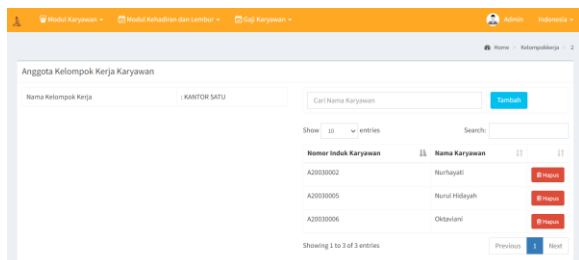 Modul Karyawan Modul Kehadiran dan Lembur Gaji Karyawan Admin Indonesia
Home Kelompokkerja 2
Anggota Kelompok Kerja Karyawan
Nama Kelompok Kerja : KANTOR SATU
Cari Nama Karyawan Tambah
Show 10 entries Search:
Nomor Induk Karyawan Nama Karyawan
A20030002 Nurhayati Hapus
A20030005 Nurul Hidayah Hapus
A20030006 Oktaviani Hapus
Showing 1 to 3 of 3 entries Previous 1 Next